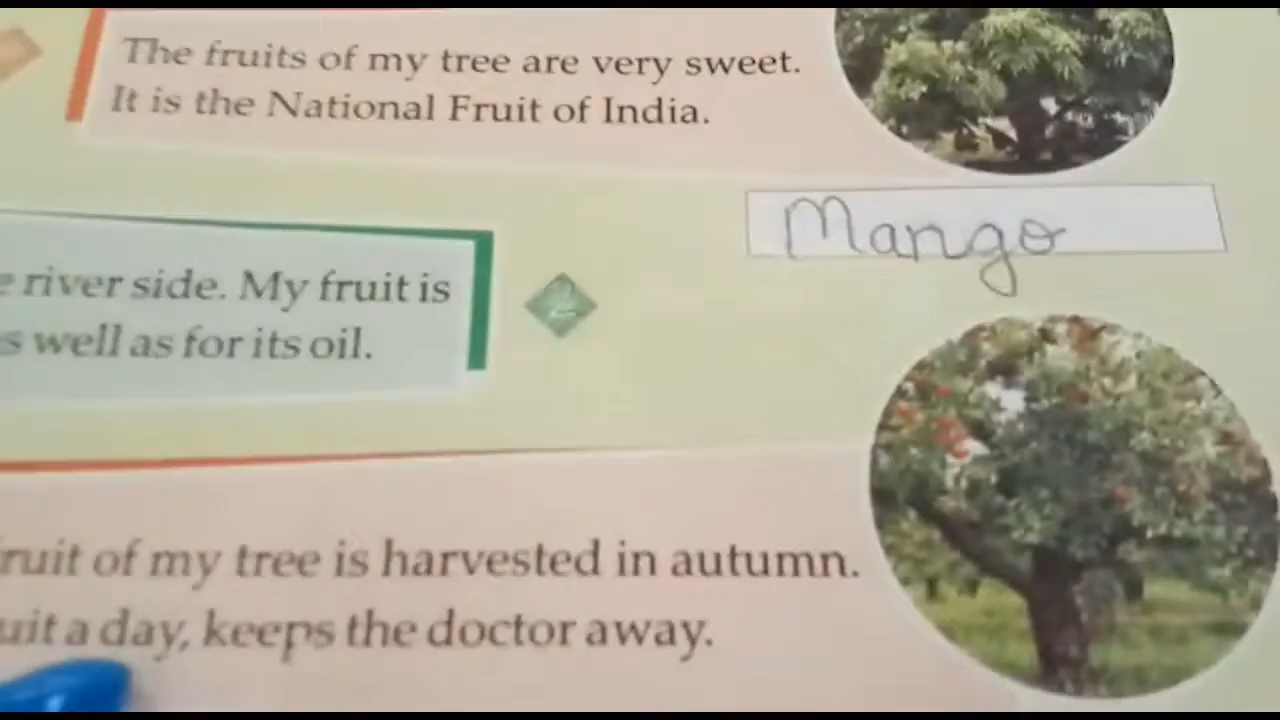 The fruits of my tree are very sweet.
It is the National Fruit of India.
Mango
river side. My fruit is
well as for its oil.
2
of my tree is harvested in autumn.
a day, keeps the doctor away.